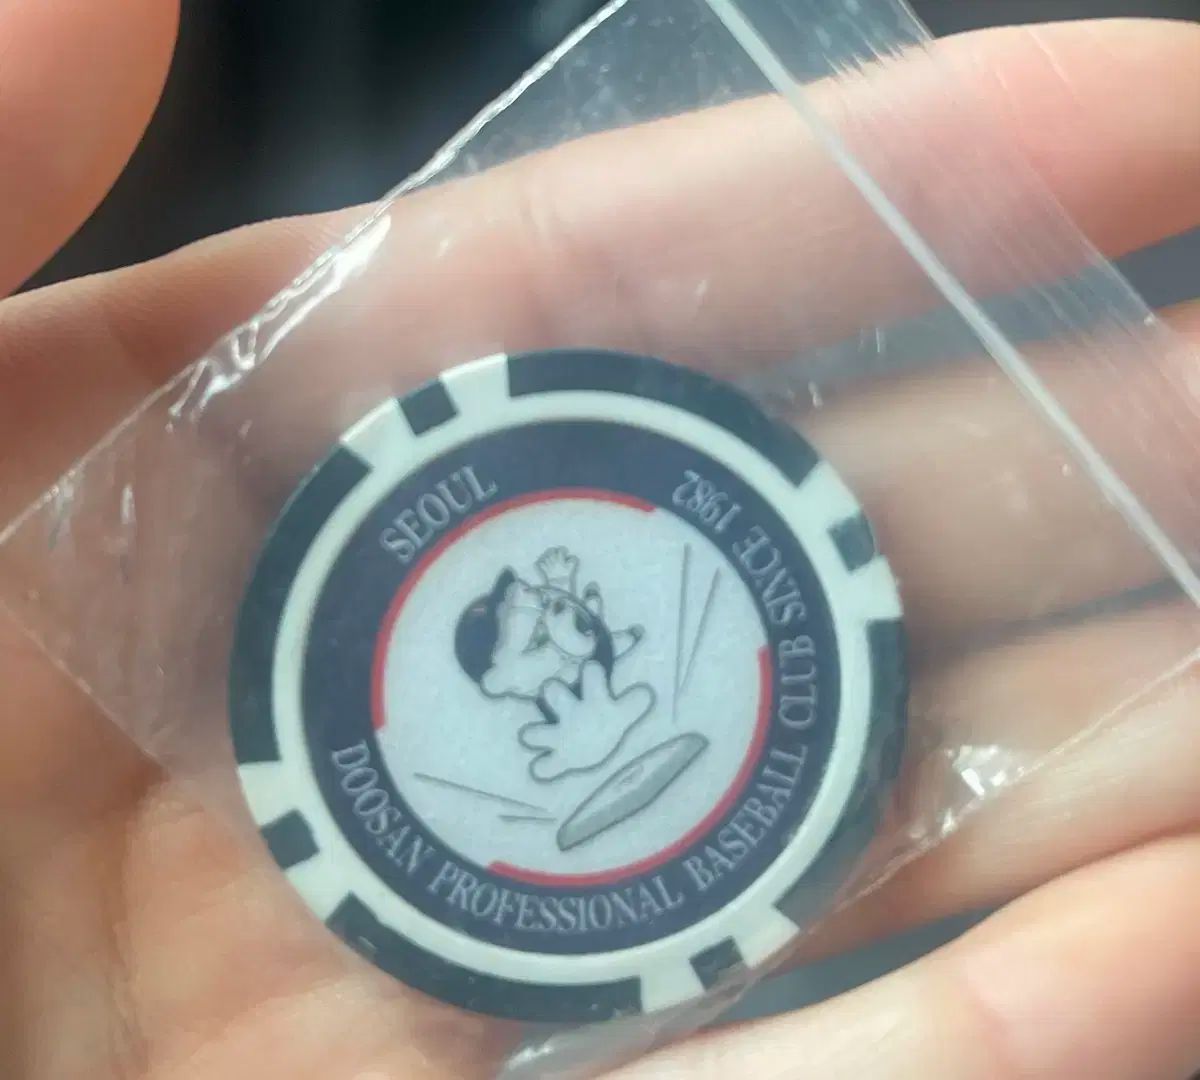 SEOUL
DOOSAN PROFESSIONAL BASEBALL CLUB SINCE 1982